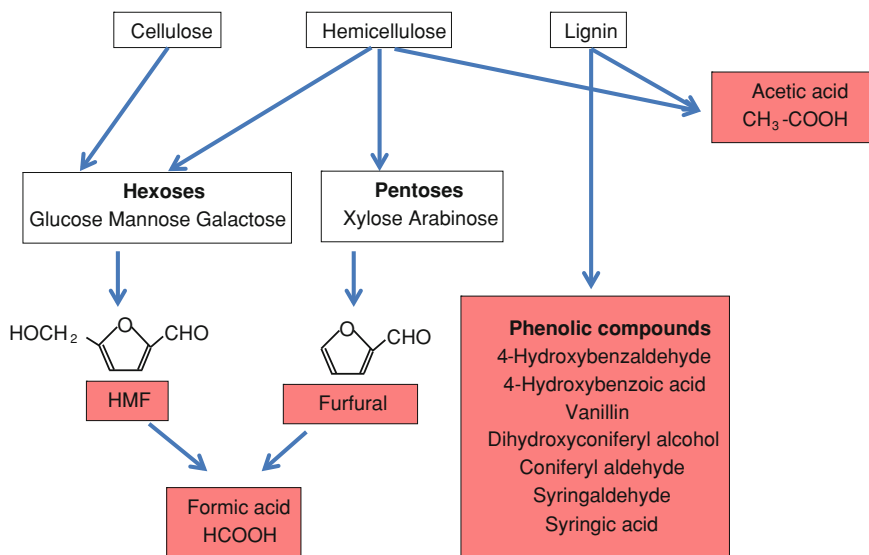 Cellulose
Hemicellulose
Lignin
Acetic acid
CH₃-COOH
Hexoses
Glucose Mannose Galactose
Pentoses
Xylose Arabinose
HOCH₂
O
CHO
O
CHO
HMF
Furfural
Formic acid
HCOOH
Phenolic compounds
4-Hydroxybenzaldehyde
4-Hydroxybenzoic acid
Vanillin
Dihydroxyconiferyl alcohol
Coniferyl aldehyde
Syringaldehyde
Syringic acid